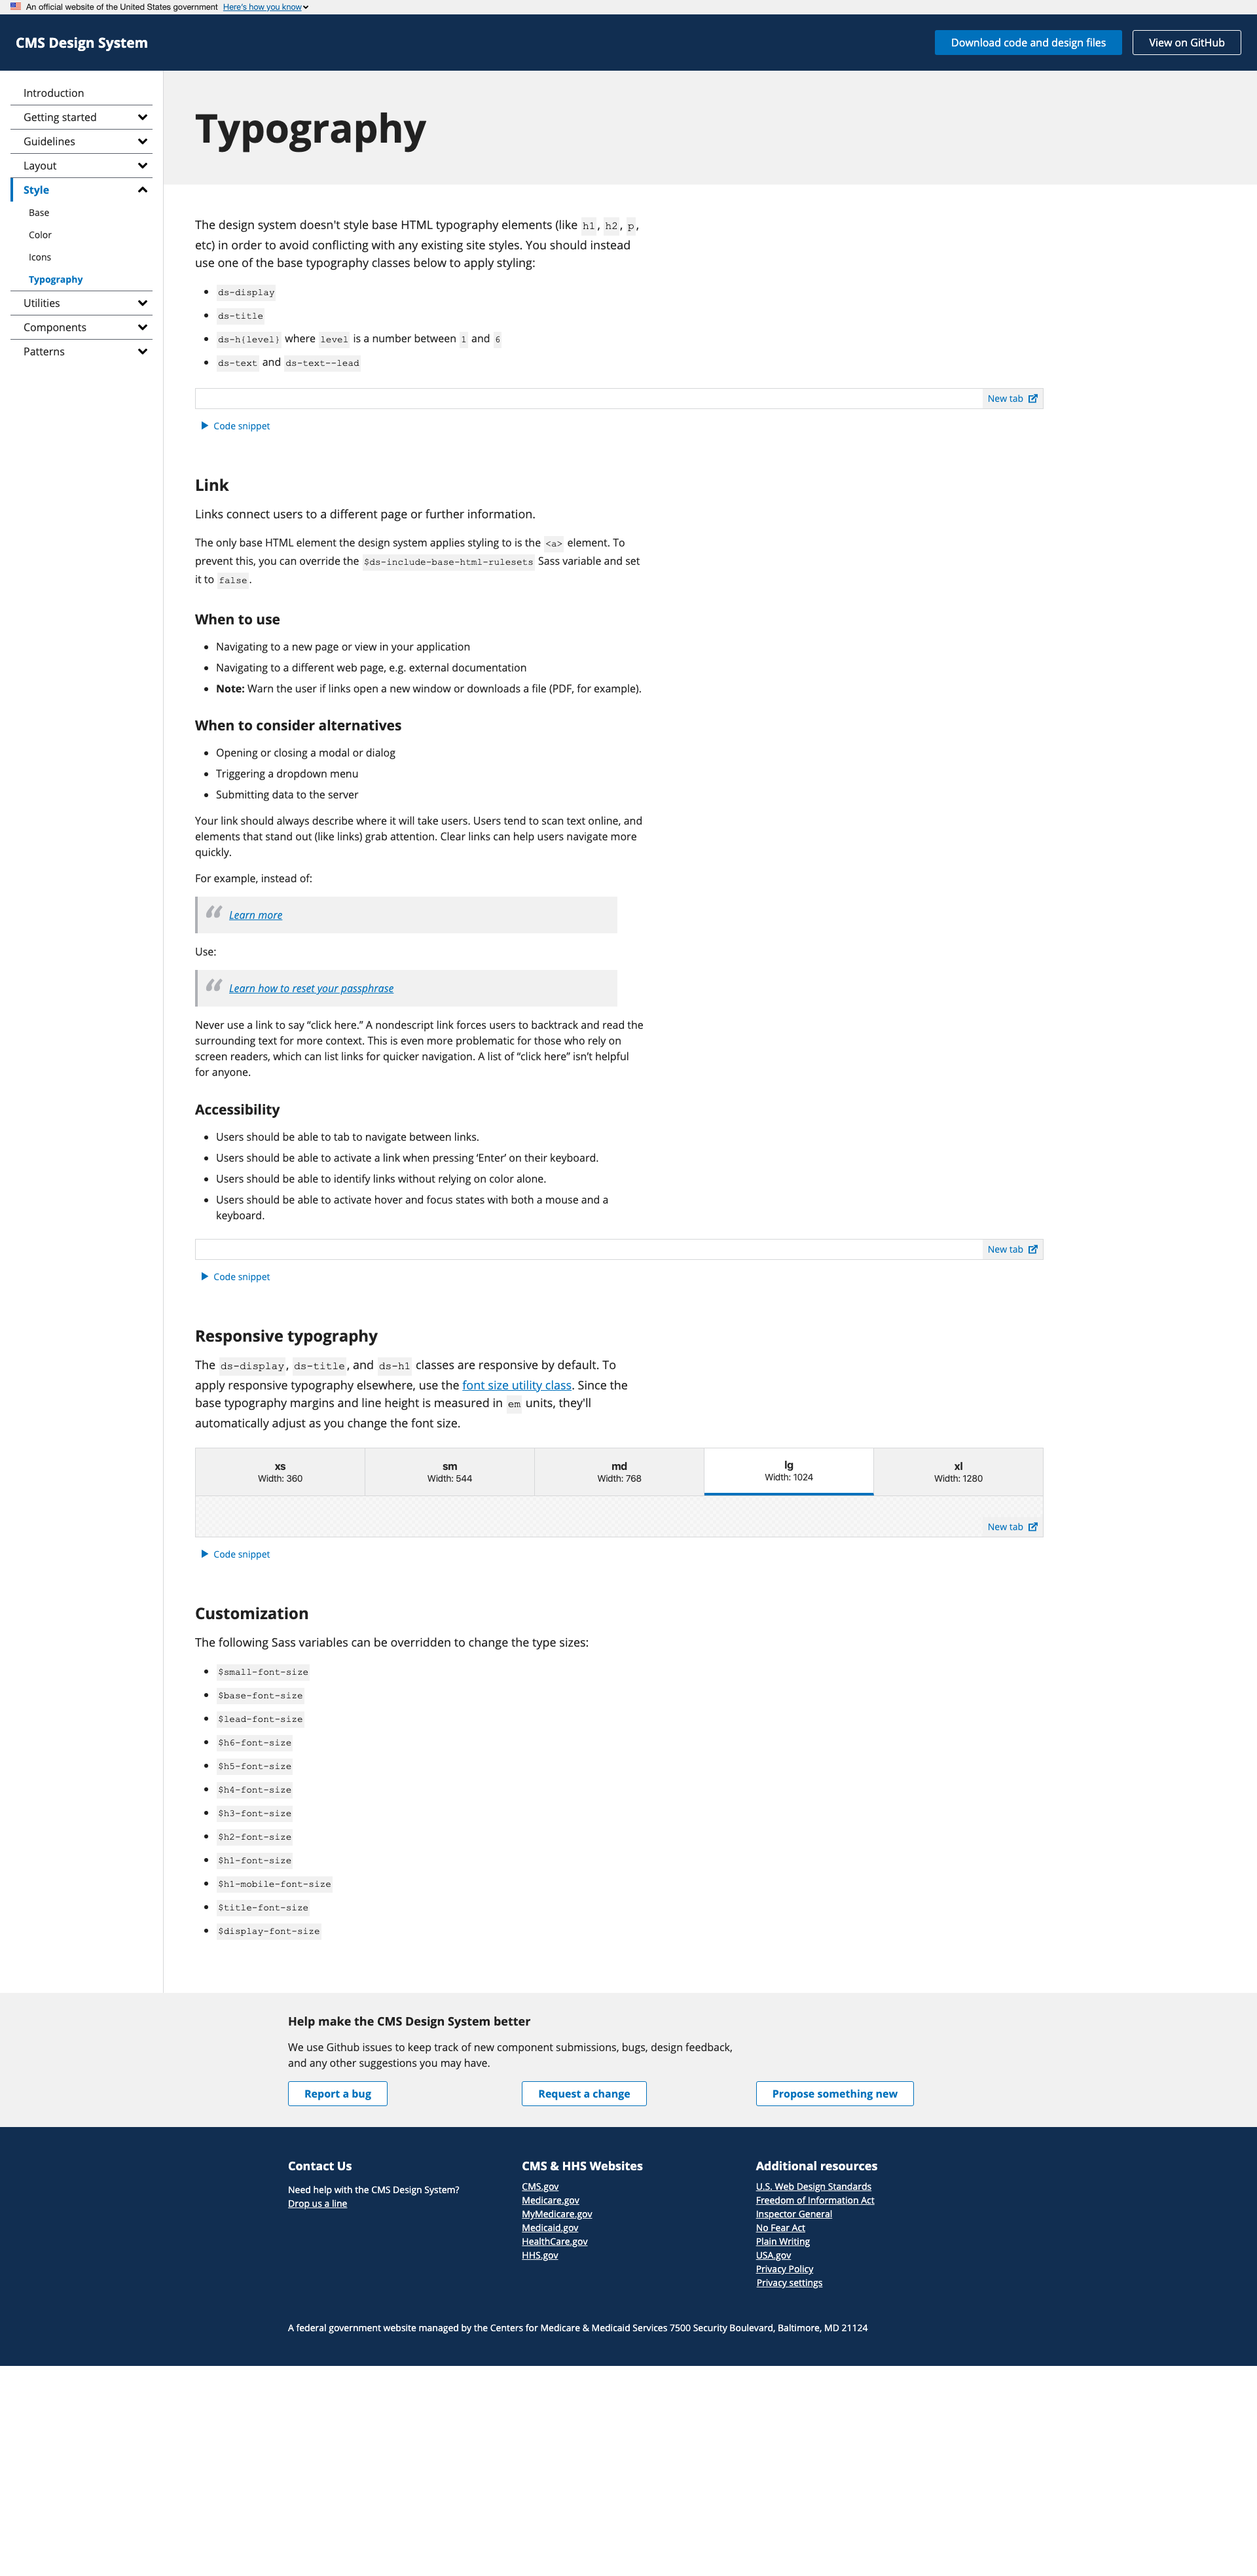 An official website of the United States government Here's how you know
CMS Design System
Download code and design files
View on GitHub
Introduction
Getting started
Guidelines
Layout
Style
Base
Color
Icons
Typography
Utilities
Components
Patterns
Typography
The design system doesn't style base HTML typography elements (like h1, h2, p,
etc) in order to avoid conflicting with any existing site styles. You should instead
use one of the base typography classes below to apply styling:
ds-display
ds-title
ds-h{level} where level is a number between 1 and 6
ds-text and ds-text--lead
New tab
Code snippet
Link
Links connect users to a different page or further information.
The only base HTML element the design system applies styling to is the <a> element. To
prevent this, you can override the $ds-include-base-html-rulesets Sass variable and set
it to false.
When to use
Navigating to a new page or view in your application
Navigating to a different web page, e.g. external documentation
Note: Warn the user if links open a new window or downloads a file (PDF, for example).
When to consider alternatives
Opening or closing a modal or dialog
Triggering a dropdown menu
Submitting data to the server
Your link should always describe where it will take users. Users tend to scan text online, and
elements that stand out (like links) grab attention. Clear links can help users navigate more
quickly.
For example, instead of:
Learn more
Use:
Learn how to reset your passphrase
Never use a link to say “click here.” A nondescript link forces users to backtrack and read the
surrounding text for more context. This is even more problematic for those who rely on
screen readers, which can list links for quicker navigation. A list of “click here” isn’t helpful
for anyone.
Accessibility
Users should be able to tab to navigate between links.
Users should be able to activate a link when pressing ‘Enter’ on their keyboard.
Users should be able to identify links without relying on color alone.
Users should be able to activate hover and focus states with both a mouse and a
keyboard.
New tab
Code snippet
Responsive typography
The ds-display, ds-title, and ds-h1 classes are responsive by default. To
apply responsive typography elsewhere, use the font size utility class. Since the
base typography margins and line height is measured in em units, they'll
automatically adjust as you change the font size.
xs
Width: 360
sm
Width: 544
md
Width: 768
lg
Width: 1024
xl
Width: 1280
New tab
Code snippet
Customization
The following Sass variables can be overridden to change the type sizes:
$small-font-size
$base-font-size
$lead-font-size
$h6-font-size
$h5-font-size
$h4-font-size
$h3-font-size
$h2-font-size
$h1-font-size
$h1-mobile-font-size
$title-font-size
$display-font-size
Help make the CMS Design System better
We use Github issues to keep track of new component submissions, bugs, design feedback,
and any other suggestions you may have.
Report a bug
Request a change
Propose something new
Contact Us
Need help with the CMS Design System?
Drop us a line
CMS & HHS Websites
CMS.gov
Medicare.gov
MyMedicare.gov
Medicaid.gov
HealthCare.gov
HHS.gov
Additional resources
U.S. Web Design Standards
Freedom of Information Act
Inspector General
No Fear Act
Plain Writing
USA.gov
Privacy Policy
Privacy settings
A federal government website managed by the Centers for Medicare & Medicaid Services 7500 Security Boulevard, Baltimore, MD 21124